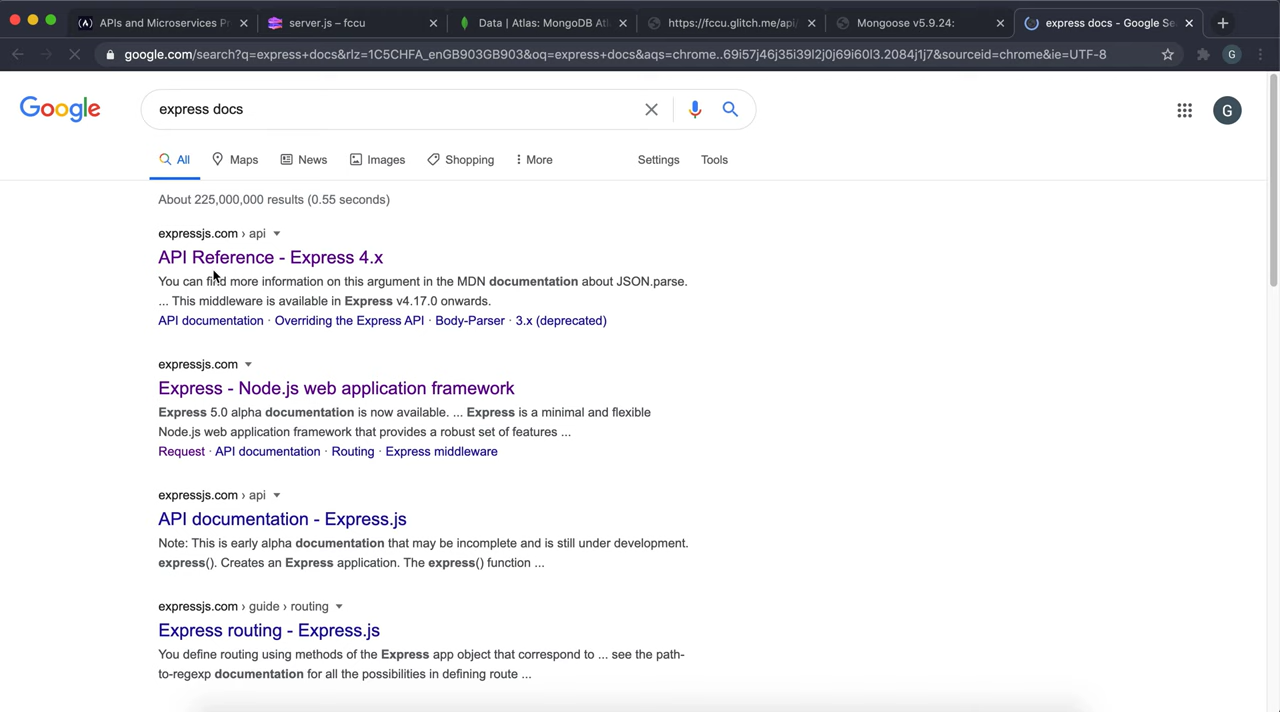 APIs and Microservices P
server.js – fccu
Data | Atlas: MongoDB Atl
https://fccu.glitch.me/api/
Mongoose v5.9.24:
express docs - Google Se
google.com/search?q=express+docs&rlz=1C5CHFA_enGB903GB903&oq=express+docs&aqs=chrome..69i57j46j35i39l2j0j69i60l3.2084j1j7&sourceid=chrome&ie=UTF-8
G
Google
express docs
G
All
Maps
News
Images
Shopping
More
Settings
Tools
About 225,000,000 results (0.55 seconds)
expressjs.com › api
API Reference - Express 4.x
You can find more information on this argument in the MDN documentation about JSON.parse.
... This middleware is available in Express v4.17.0 onwards.
API documentation · Overriding the Express API · Body-Parser · 3.x (deprecated)
expressjs.com
Express - Node.js web application framework
Express 5.0 alpha documentation is now available. ... Express is a minimal and flexible
Node.js web application framework that provides a robust set of features ...
Request · API documentation · Routing · Express middleware
expressjs.com › api
API documentation - Express.js
Note: This is early alpha documentation that may be incomplete and is still under development.
express(). Creates an Express application. The express() function ...
expressjs.com › guide › routing
Express routing - Express.js
You define routing using methods of the Express app object that correspond to ... see the path-
to-regexp documentation for all the possibilities in defining route ...